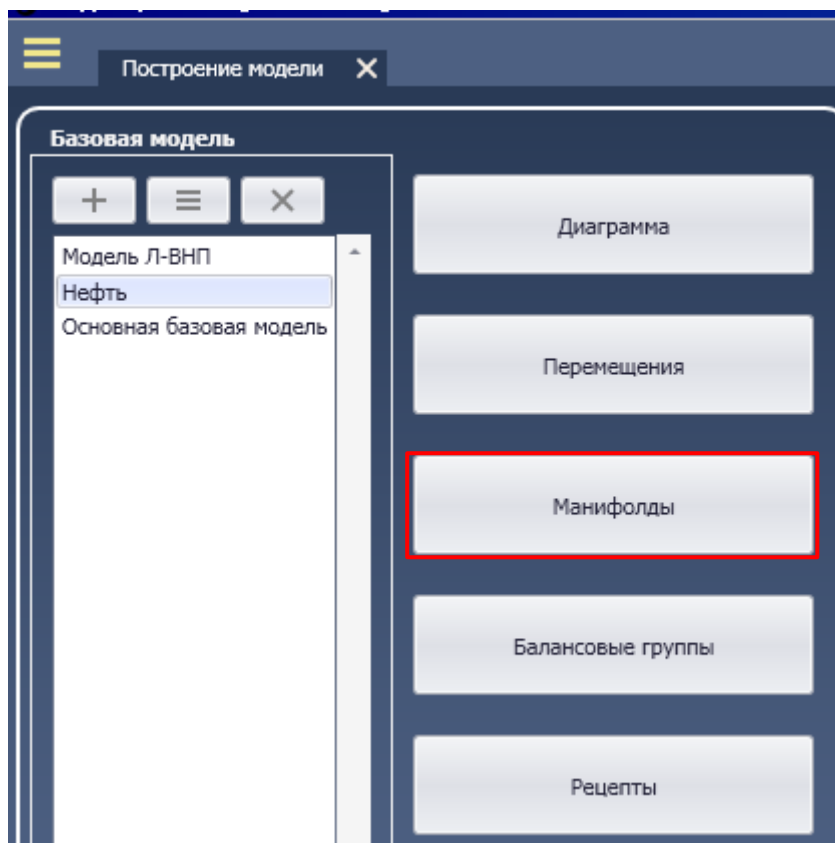 Построение модели
Базовая модель
Модель Л-ВНП
Нефть
Основная базовая модель
Диаграмма
Перемещения
Манифолды
Балансовые группы
Рецепты